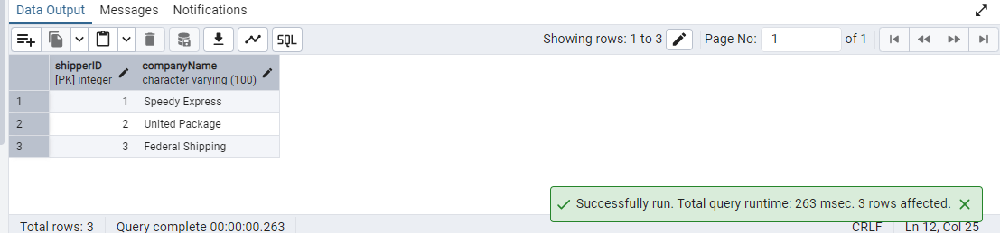 Data Output Messages Notifications
SQL Showing rows: 1 to 3 Page No: 1 of 1
shipperID companyName
[PK] integer character varying (100)
1 1 Speedy Express
2 2 United Package
3 3 Federal Shipping
Successfully run. Total query runtime: 263 msec. 3 rows affected.
Total rows: 3 Query complete 00:00:00.263 CRLF Ln 12, Col 25